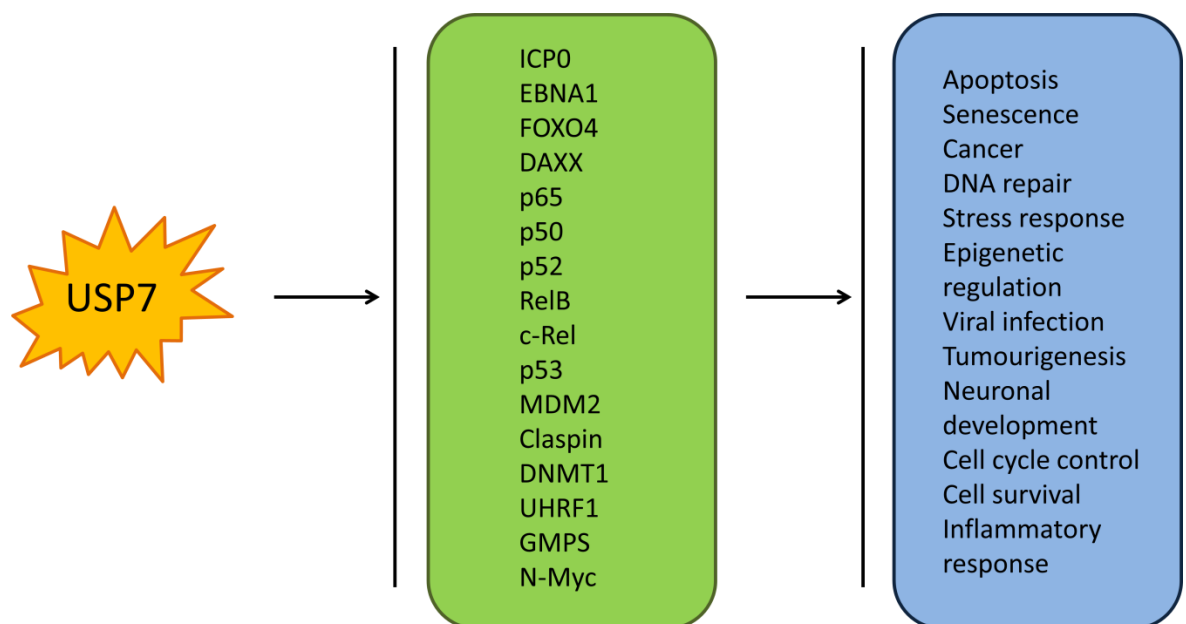 USP7
ICP0
EBNA1
FOXO4
DAXX
p65
p50
p52
RelB
c-Rel
p53
MDM2
Claspin
DNMT1
UHRF1
GMPS
N-Myc
Apoptosis
Senescence
Cancer
DNA repair
Stress response
Epigenetic
regulation
Viral infection
Tumourigenesis
Neuronal
development
Cell cycle control
Cell survival
Inflammatory
response